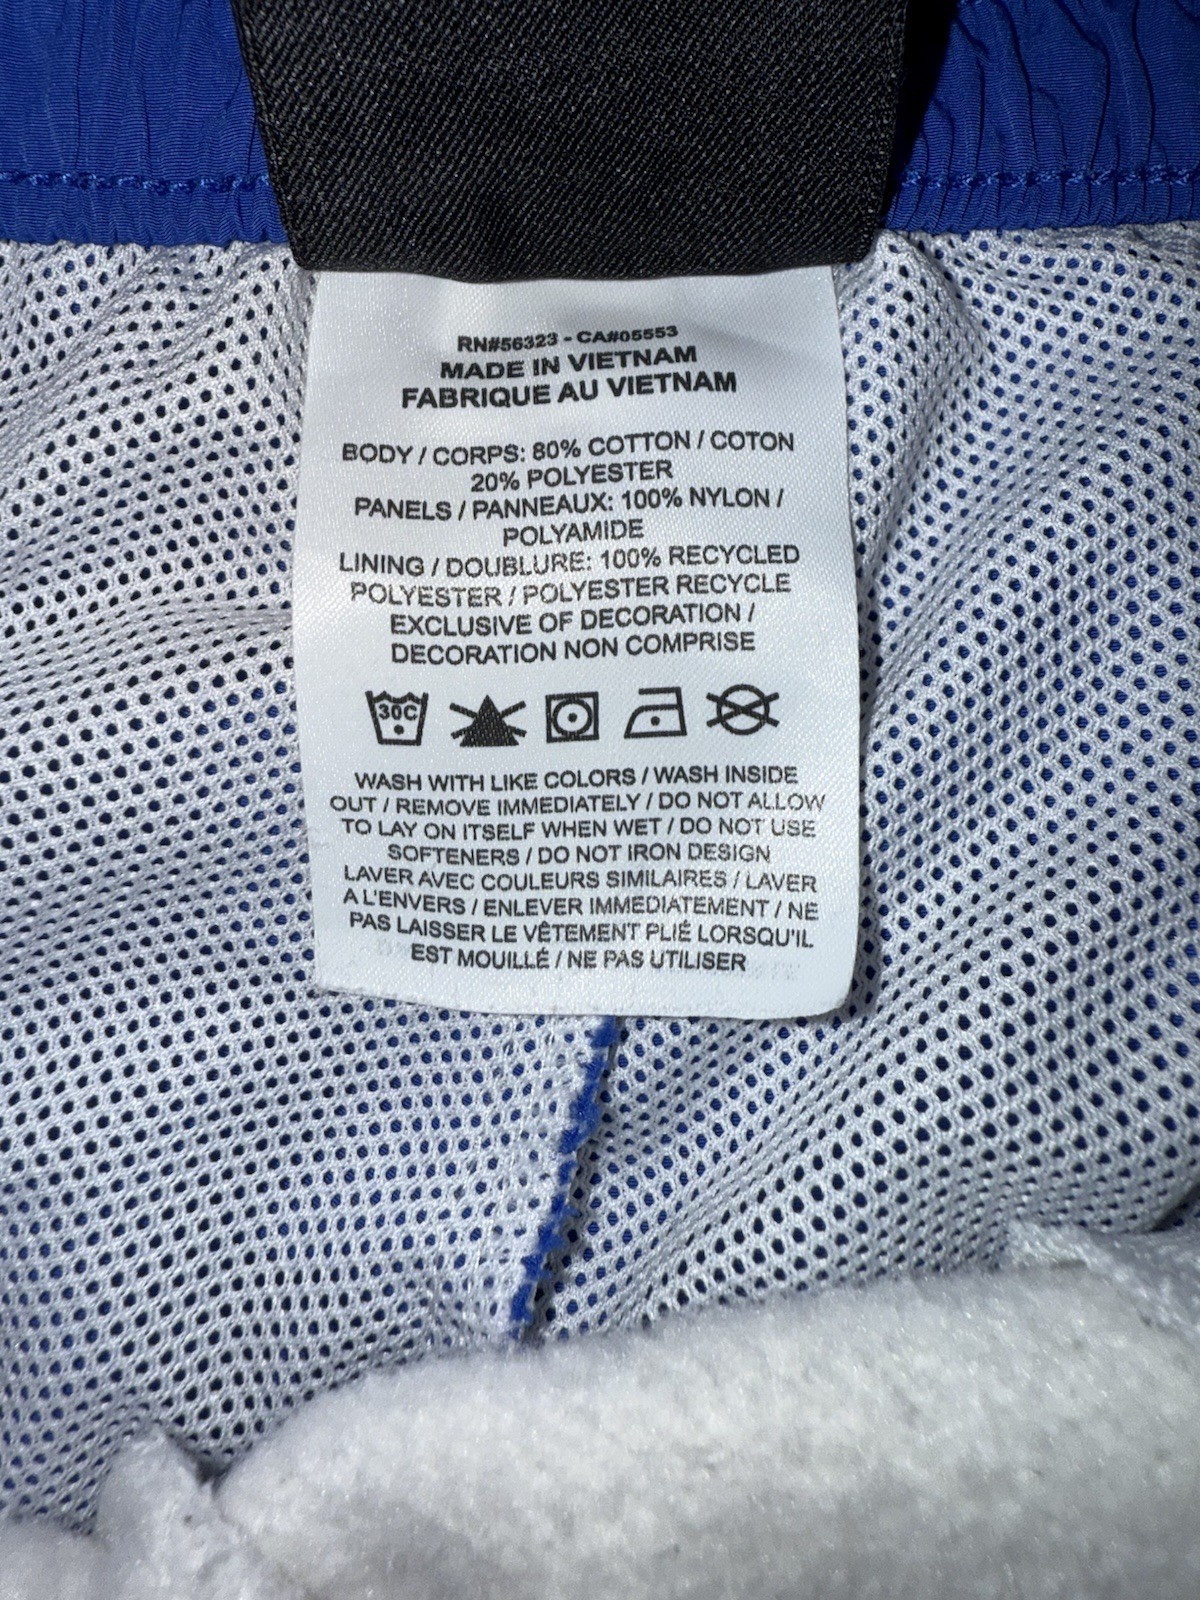 RN#56323 - CA#05553
MADE IN VIETNAM
FABRIQUE AU VIETNAM
BODY / CORPS: 80% COTTON / COTON
20% POLYESTER
PANELS / PANNEAUX: 100% NYLON /
POLYAMIDE
LINING / DOUBLURE: 100% RECYCLED
POLYESTER / POLYESTER RECYCLE
EXCLUSIVE OF DECORATION /
DECORATION NON COMPRISE
30C
WASH WITH LIKE COLORS / WASH INSIDE
OUT / REMOVE IMMEDIATELY / DO NOT ALLOW
TO LAY ON ITSELF WHEN WET / DO NOT USE
SOFTENERS / DO NOT IRON DESIGN
LAVER AVEC COULEURS SIMILAIRES / LAVER
A L'ENVERS / ENLEVER IMMEDIATEMENT / NE
PAS LAISSER LE VÊTEMENT PLIÉ LORSQU'IL
EST MOUILLÉ / NE PAS UTILISER